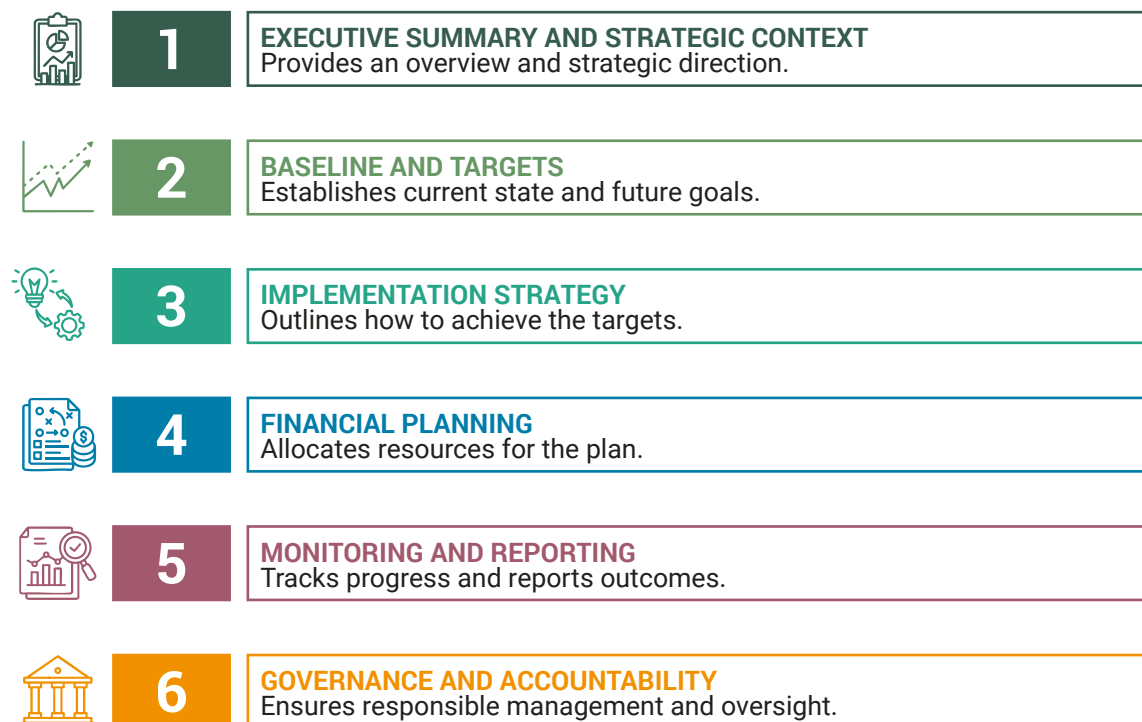 1
EXECUTIVE SUMMARY AND STRATEGIC CONTEXT
Provides an overview and strategic direction.
2
BASELINE AND TARGETS
Establishes current state and future goals.
3
IMPLEMENTATION STRATEGY
Outlines how to achieve the targets.
4
FINANCIAL PLANNING
Allocates resources for the plan.
5
MONITORING AND REPORTING
Tracks progress and reports outcomes.
6
GOVERNANCE AND ACCOUNTABILITY
Ensures responsible management and oversight.